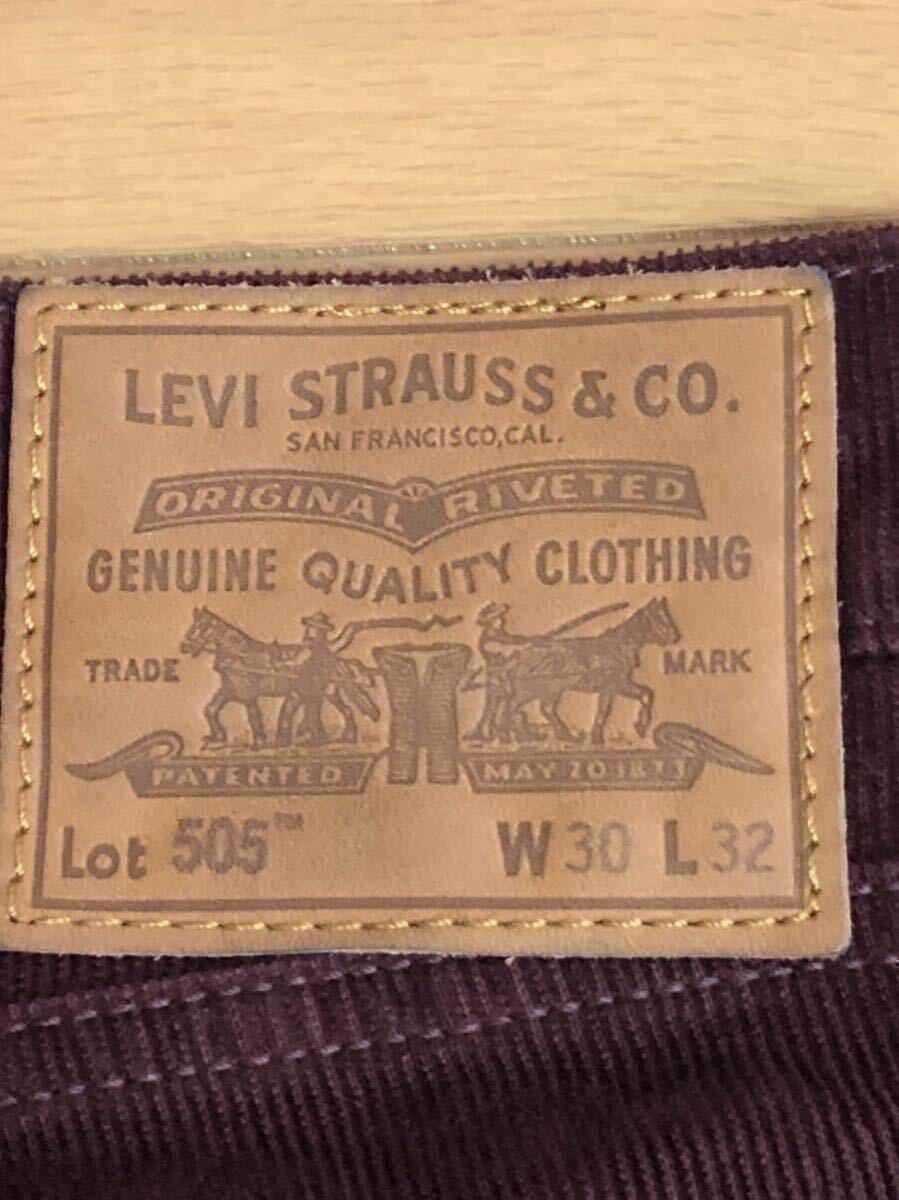 LEVI STRAUSS & CO.
SAN FRANCISCO, CAL.
ORIGINAL RIVETED
GENUINE QUALITY CLOTHING
TRADE MARK
PATENTED MAY 20 1873
Lot 505™ W 30 L 32